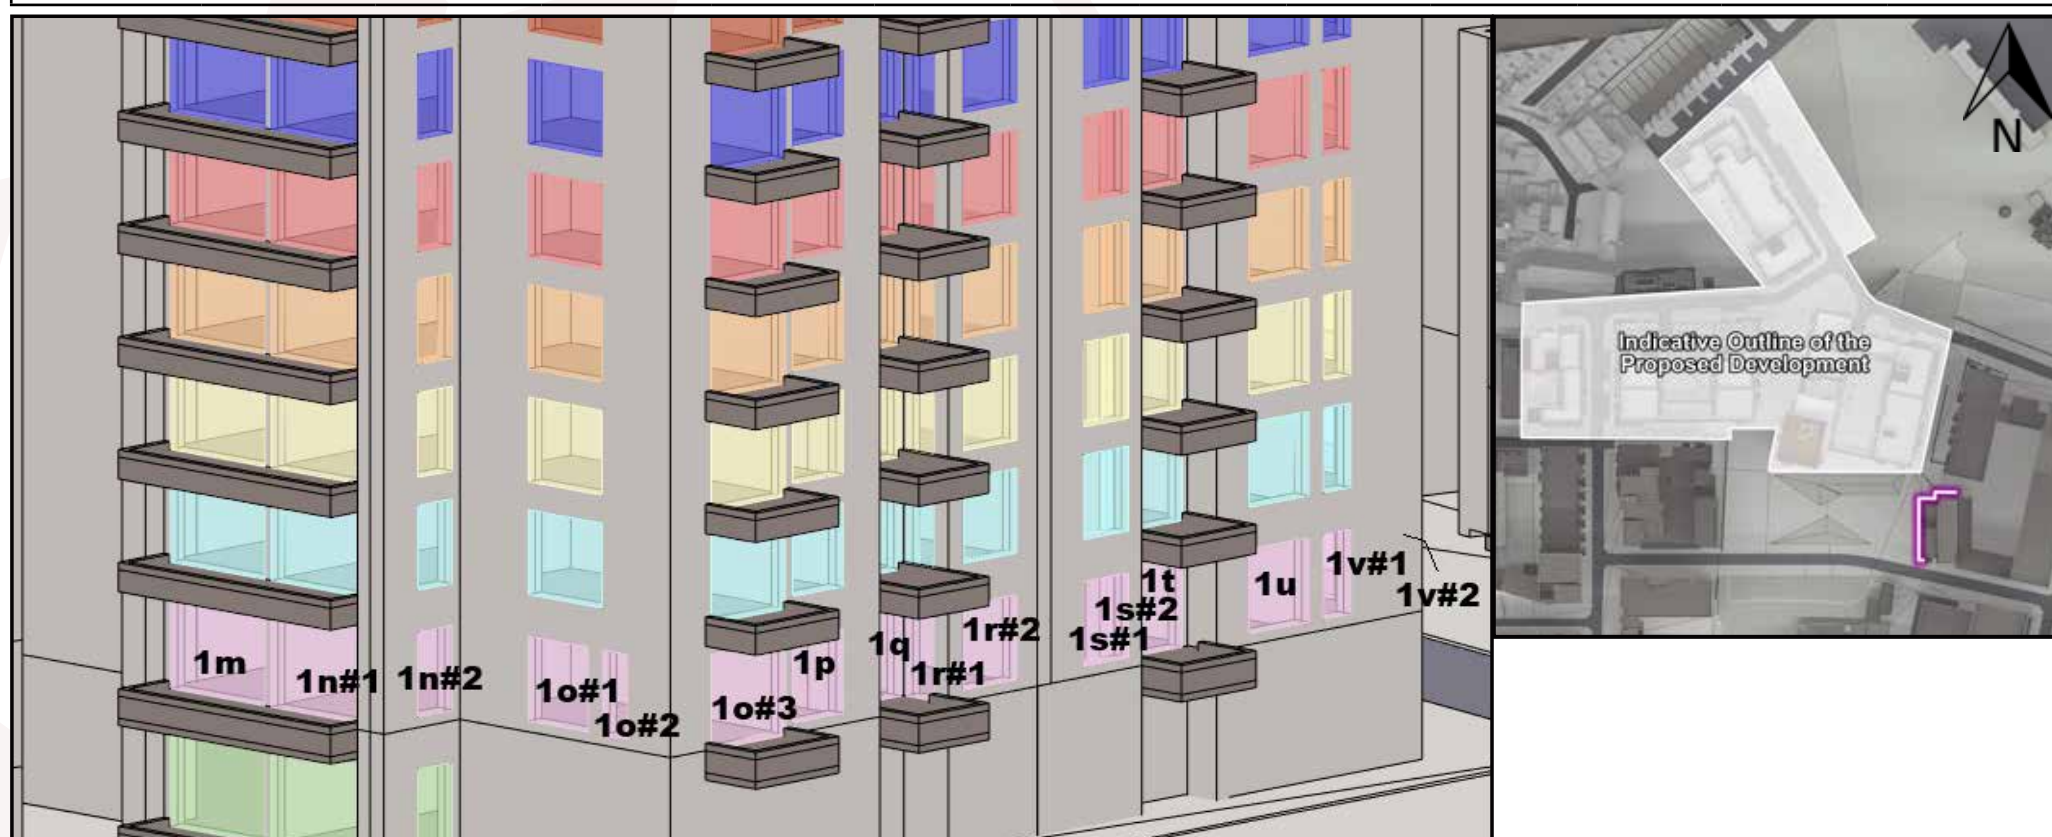 1m
1n#1
1n#2
1o#1
1o#2
1o#3
1p
1q
1r#1
1r#2
1s#1
1s#2
1t
1u
1v#1
1v#2
N
Indicative Outline of the
Proposed Development